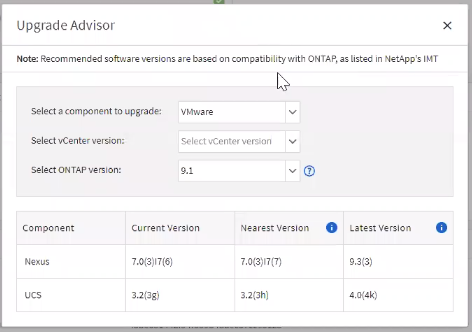 Upgrade Advisor
Note: Recommended software versions are based on compatibility with ONTAP, as listed in NetApp's IMT
Select a component to upgrade: VMware
Select vCenter version: Select vCenter version
Select ONTAP version: 9.1
Component Current Version Nearest Version Latest Version
Nexus 7.0(3)I7(6) 7.0(3)I7(7) 9.3(3)
UCS 3.2(3g) 3.2(3h) 4.0(4k)